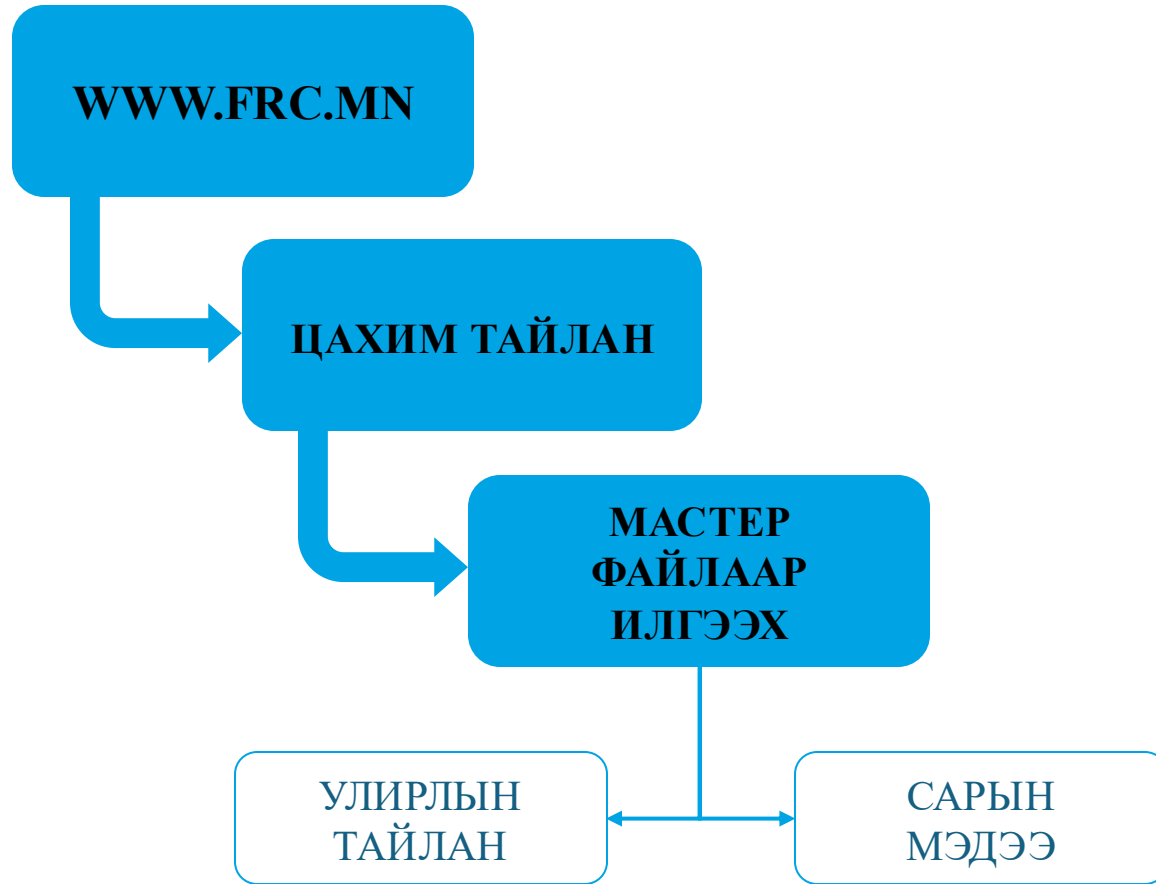 WWW.FRC.MN
ЦАХИМ ТАЙЛАН
МАСТЕР
ФАЙЛААР
ИЛГЭЭХ
УЛИРЛЫН
ТАЙЛАН
САРЫН
МЭДЭЭ